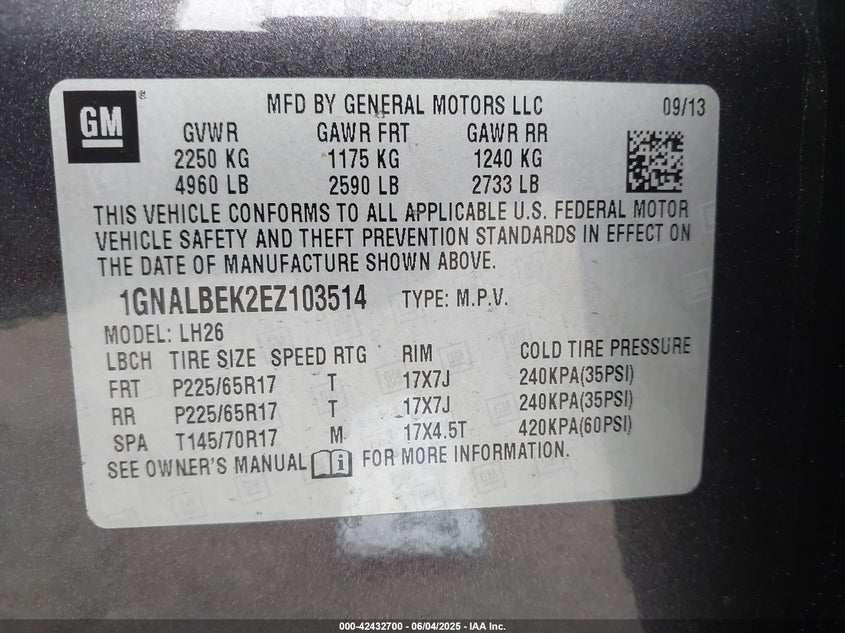 GM
MFD BY GENERAL MOTORS LLC 09/13
GVWR GAWR FRT GAWR RR
2250 KG 1175 KG 1240 KG
4960 LB 2590 LB 2733 LB
THIS VEHICLE CONFORMS TO ALL APPLICABLE U.S. FEDERAL MOTOR
VEHICLE SAFETY AND THEFT PREVENTION STANDARDS IN EFFECT ON
THE DATE OF MANUFACTURE SHOWN ABOVE.
1GNALBEK2EZ103514 TYPE: M.P.V.
MODEL: LH26
LBCH TIRE SIZE SPEED RTG RIM COLD TIRE PRESSURE
FRT P225/65R17 T 17X7J 240KPA(35PSI)
RR P225/65R17 T 17X7J 240KPA(35PSI)
SPA T145/70R17 M 17X4.5T 420KPA(60PSI)
SEE OWNER'S MANUAL FOR MORE INFORMATION.
000-42432700 - 06/04/2025 - IAA Inc.